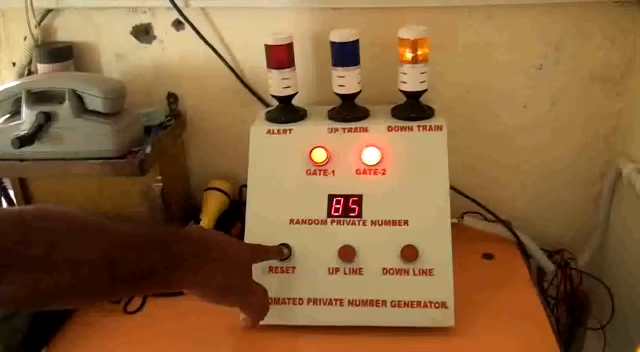 ALERT UP TRAIN DOWN TRAIN
GATE-1 GATE-2
85
RANDOM PRIVATE NUMBER
RESET UP LINE DOWN LINE
OMATED PRIVATE NUMBER GENERATOR